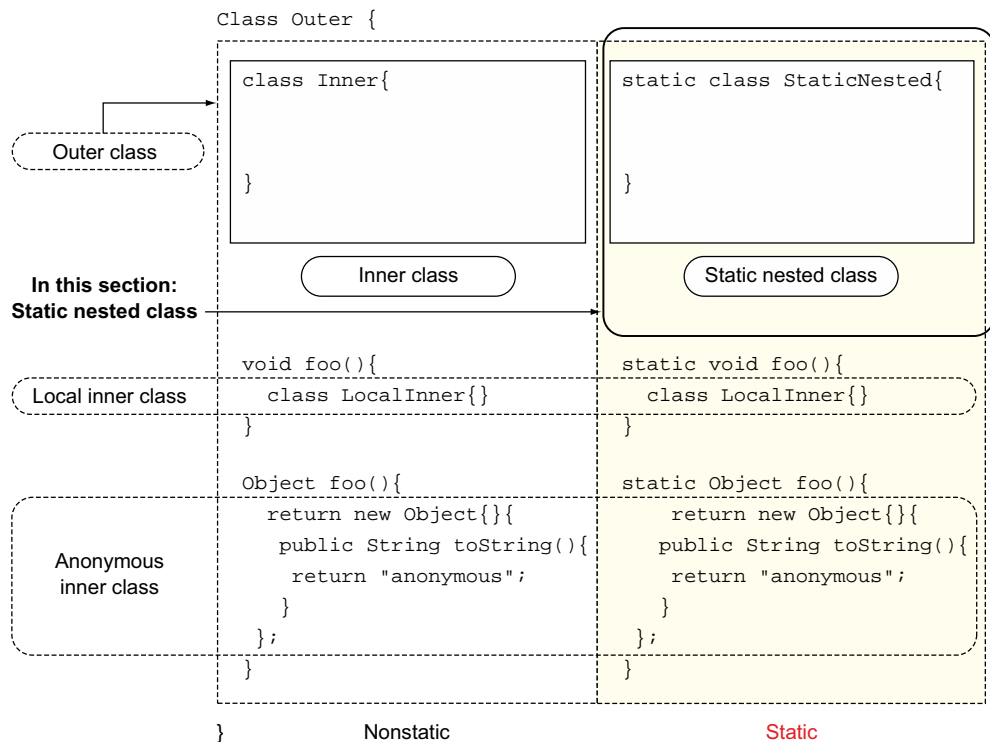 Class Outer {
class Inner{
}
Inner class
static class StaticNested{
}
Static nested class
Outer class
In this section:
Static nested class
void foo(){
class LocalInner{}
}
static void foo(){
class LocalInner{}
}
Local inner class
Object foo(){
return new Object{}{
public String toString(){
return "anonymous";
}
};
}
static Object foo(){
return new Object{}{
public String toString(){
return "anonymous";
}
};
}
Anonymous
inner class
}
Nonstatic
Static